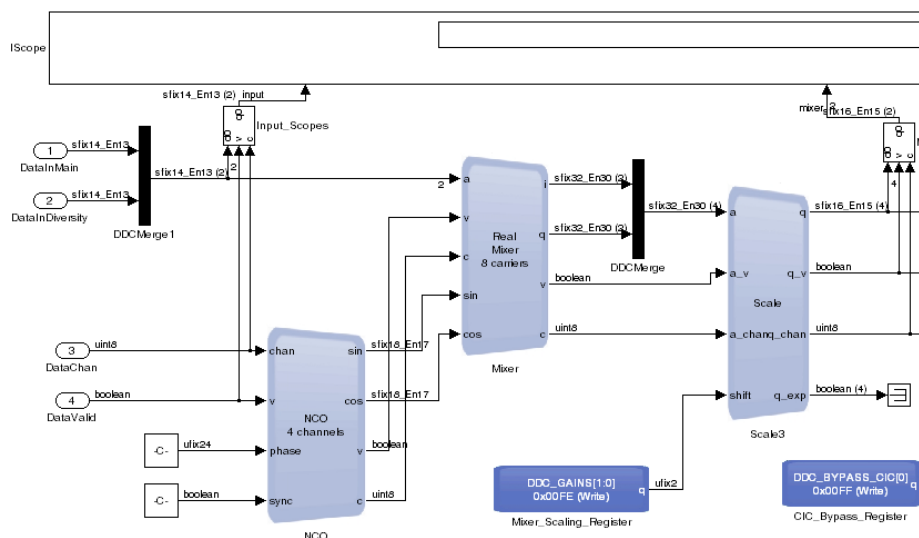 IScope
sfix14_En13 (2) input
Input_Scopes
mixer_2
sfix16_En15 (2)
1
sfix14_En13
DataInMain
2
sfix14_En13
DataInDiversity
DDCMerge1
sfix14_En13 (2)
2
2
a
v
c
sin
cos
Real
Mixer
8 carriers
i
q
v
c
Mixer
sfix32_En30 (2)
sfix32_En30 (2)
DDCMerge
sfix32_En30 (4)
boolean
uint8
a
a_v
a_chan
shift
Scale
q
q_v
q_chan
q_exp
Scale3
sfix16_En15 (4)
4
boolean
uint8
boolean (4)
3
uint8
DataChan
4
boolean
DataValid
-C-
ufix24
-C-
boolean
chan
v
phase
sync
NCO
4 channels
sin
cos
v
c
NCO
sfix18_En17
sfix18_En17
boolean
uint8
DDC_GAINS[1:0]
0x00FE (Write)
q
Mixer_Scaling_Register
ufix2
DDC_BYPASS_CIC[0]
0x00FF (Write)
q
CIC_Bypass_Register